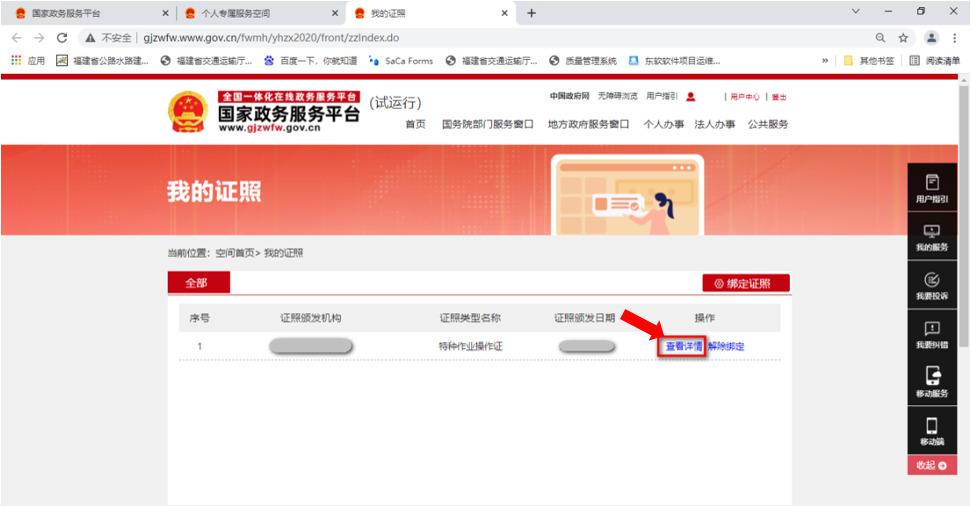 国家政务服务平台
个人专属服务空间
我的证照
不安全 | gjzwfw.www.gov.cn/fwmh/yhzx2020/front/zzIndex.do
应用 福建省公路水路建... 福建省交通运输厅... 百度一下，你就知道 SaCa Forms 福建省交通运输厅... 质量管理系统 东软软件项目运维... » 其他书签 阅读清单
全国一体化在线政务服务平台
国家政务服务平台
www.gjzwfw.gov.cn
(试运行)
中国政府网 无障碍浏览 用户指引 | 用户中心 | 登出
首页 国务院部门服务窗口 地方政府服务窗口 个人办事 法人办事 公共服务
我的证照
当前位置：空间首页> 我的证照
全部
绑定证照
序号 证照颁发机构 证照类型名称 证照颁发日期 操作
1 特种作业操作证 查看详情 解除绑定
用户指引
我的服务
我要投诉
我要纠错
移动服务
移动端
收起